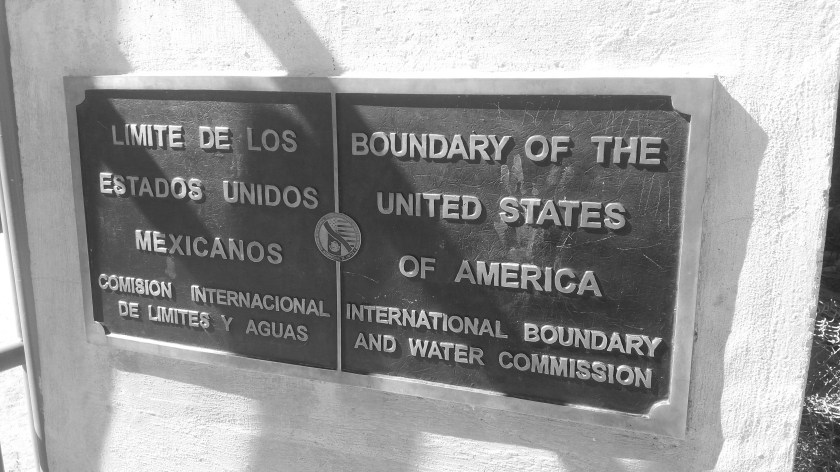 LIMITE DE LOS
ESTADOS UNIDOS
MEXICANOS
COMISION INTERNACIONAL
DE LIMITES Y AGUAS
BOUNDARY OF THE
UNITED STATES
OF AMERICA
INTERNATIONAL BOUNDARY
AND WATER COMMISSION